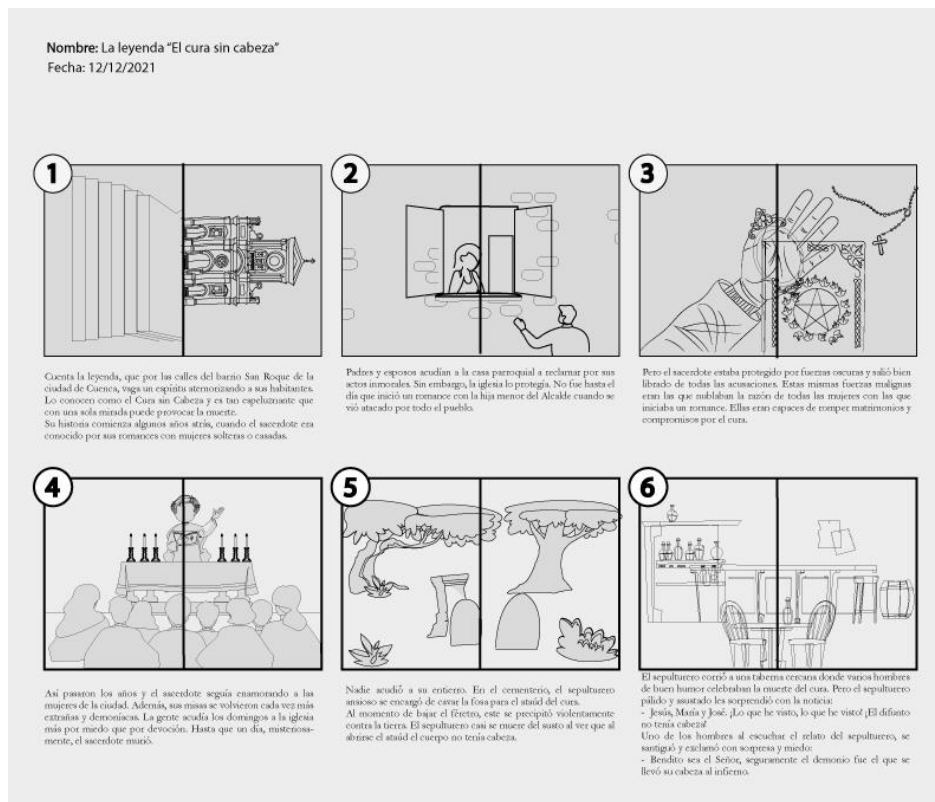 Nombre: La leyenda "El cura sin cabeza"
Fecha: 12/12/2021
1
Cuenta la leyenda, que por las calles del barrio San Roque de la
ciudad de Cuenca, vaga un espíritu aterrorizando a sus habitantes.
Lo conocen como el Cura sin Cabeza y es tan espeluznante que
con una sola mirada puede provocar la muerte.
Su historia comienza algunos años atrás, cuando el sacerdote era
conocido por sus romances con mujeres solteras o casadas.
2
Padres y esposos acudían a la casa parroquial a reclamar por sus
actos inmorales. Sin embargo, la iglesia lo protegía. No fue hasta el
día que inició un romance con la hija menor del Alcalde cuando se
vió atacado por todo el pueblo.
3
Pero el sacerdote estaba protegido por fuerzas oscuras y salió bien
librado de todas las acusaciones. Estas mismas fuerzas malignas
eran las que nublaban la razón de todas las mujeres con las que
iniciaba un romance. Ellas eran capaces de romper matrimonios y
compromisos por el cura.
4
Así pasaron los años y el sacerdote seguía enamorando a las
mujeres de la ciudad. Además, sus misas se volvieron cada vez más
extrañas y demoníacas. La gente acudía los domingos a la iglesia
más por miedo que por devoción. Hasta que un día, misteriosa-
mente, el sacerdote murió.
5
Nadie acudió a su entierro. En el cementerio, el sepulturero
ansioso se encargó de cavar la fosa para el ataúd del cura.
Al momento de bajar el féretro, este se precipitó violentamente
contra la tierra. El sepulturero casi se muere del susto al ver que al
abrirse el ataúd el cuerpo no tenía cabeza.
6
El sepulturero corrió a una taberna cercana donde varios hombres
de buen humor celebraban la muerte del cura. Pero el sepulturero
pálido y asustado les sorprendió con la noticia:
- Jesús, María y José. ¡Lo que he visto, lo que he visto! ¡El difunto
no tenía cabeza!
Uno de los hombres al escuchar el relato del sepulturero, se
santiguó y exclamó con sorpresa y miedo:
- Bendito sea el Señor, seguramente el demonio fue el que se
llevó su cabeza al infierno.